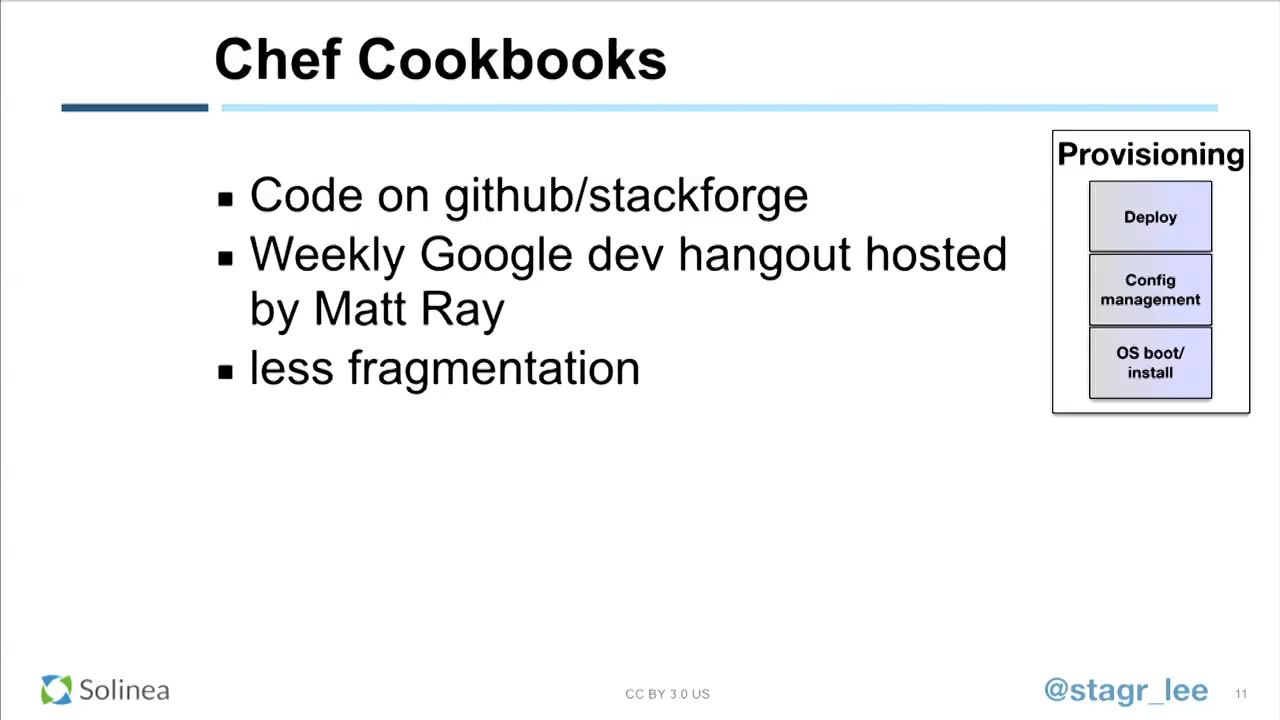 Chef Cookbooks
▪ Code on github/stackforge
▪ Weekly Google dev hangout hosted
by Matt Ray
▪ less fragmentation
Provisioning
Deploy
Config
management
OS boot/
install
Solinea
CC BY 3.0 US
@stagr_lee
11